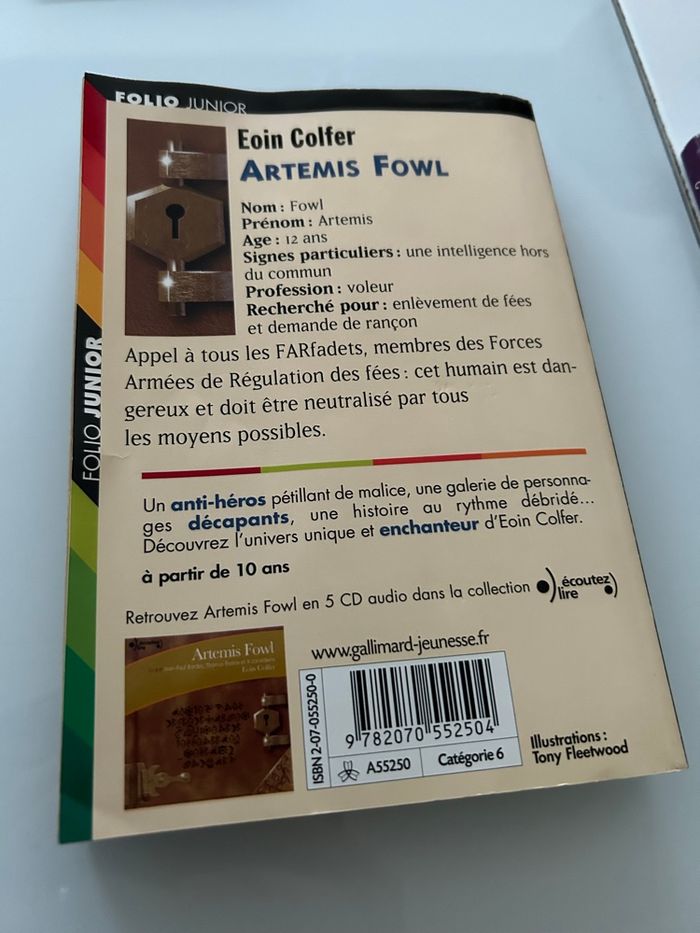 FOLIO JUNIOR
Eoin Colfer
ARTEMIS FOWL
Nom : Fowl
Prénom : Artemis
Age : 12 ans
Signes particuliers : une intelligence hors
du commun
Profession : voleur
Recherché pour : enlèvement de fées
et demande de rançon
Appel à tous les FARfadets, membres des Forces
Armées de Régulation des fées : cet humain est dan-
gereux et doit être neutralisé par tous
les moyens possibles.
FOLIO JUNIOR
Un anti-héros pétillant de malice, une galerie de personna-
ges décapants, une histoire au rythme débridé...
Découvrez l'univers unique et enchanteur d'Eoin Colfer.
à partir de 10 ans
Retrouvez Artemis Fowl en 5 CD audio dans la collection écoutez
lire
Artemis Fowl
Eoin Colfer
www.gallimard-jeunesse.fr
ISBN 2-07-055250-0
9 782070 552504
A55250 Catégorie 6
Illustrations :
Tony Fleetwood